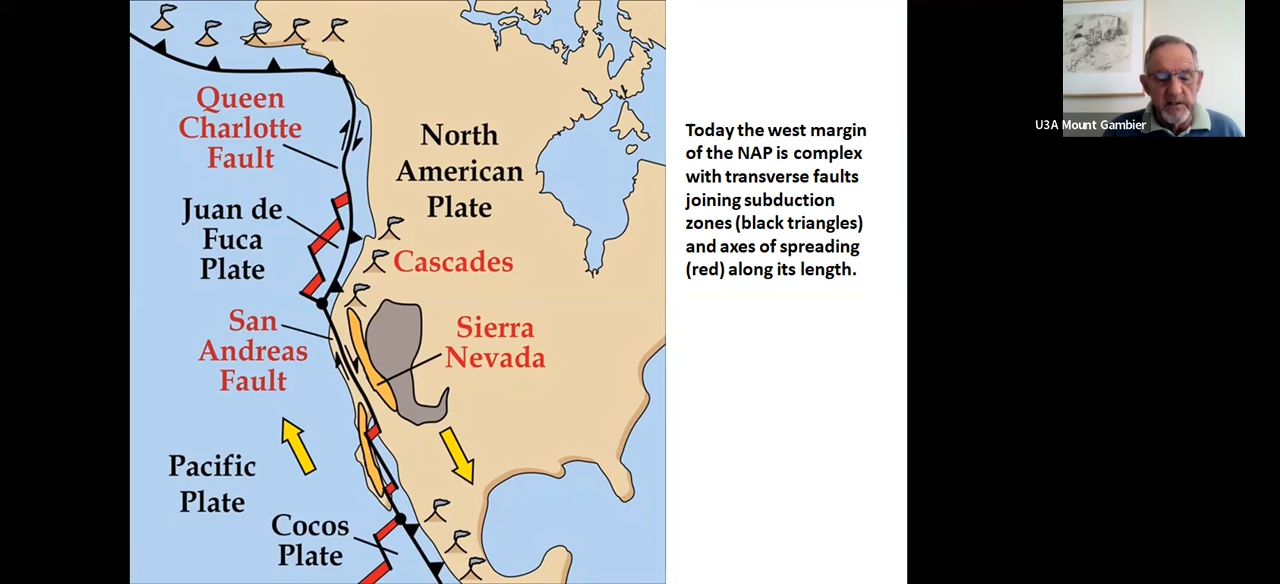 Queen
Charlotte
Fault
North
American
Plate
Juan de
Fuca
Plate
Cascades
San
Andreas
Fault
Sierra
Nevada
Pacific
Plate
Cocos
Plate
Today the west margin
of the NAP is complex
with transverse faults
joining subduction
zones (black triangles)
and axes of spreading
(red) along its length.
U3A Mount Gambier